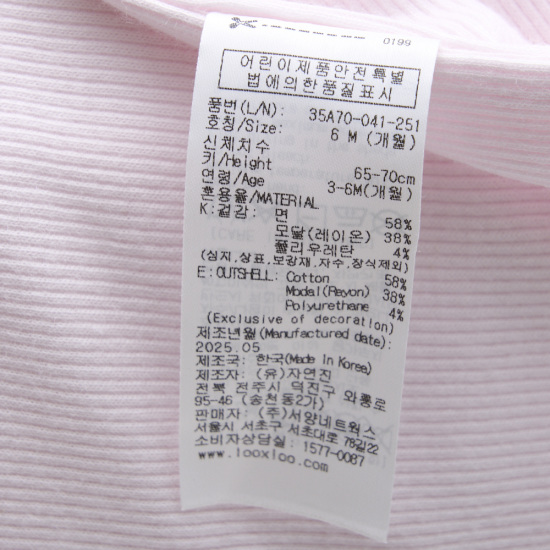 0199
어린이제품안전특별
법에의한품질표시
품번(L/N): 35A70-041-251
호칭/Size: 6 M (개월)
신체치수
키/Height 65-70cm
연령/Age 3-6M(개월)
혼용율/MATERIAL
K:겉감: 면 58%
모달(레이온) 38%
폴리우레탄 4%
(심지,상표,보강재,자수,장식제외)
E:OUTSHELL: Cotton 58%
Modal(Rayon) 38%
Polyurethane 4%
(Exclusive of decoration)
제조년월(Manufactured date):
2025.05
제조국: 한국(Made In Korea)
제조자: (유)자연진
전북 전주시 덕진구 와룡로
95-46 (송천동2가)
판매자: (주)서양네트웍스
서울시 서초구 서초대로 78길22
소비자상담실: 1577-0087
www.looxloo.com